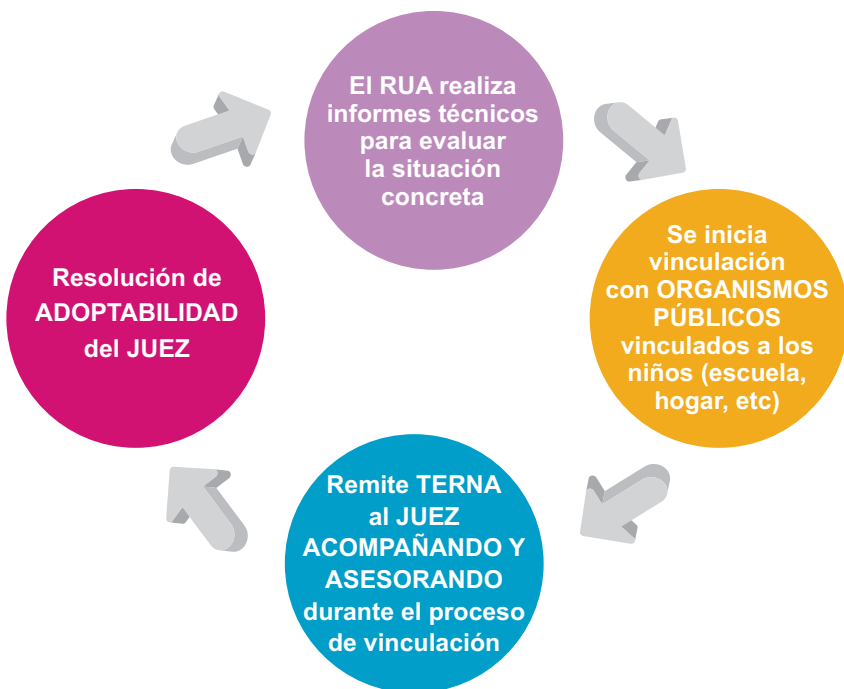 El RUA realiza
informes técnicos
para evaluar
la situación
concreta
Se inicia
vinculación
con ORGANISMOS
PÚBLICOS
vinculados a los
niños (escuela,
hogar, etc)
Remite TERNA
al JUEZ
ACOMPAÑANDO Y
ASESORANDO
durante el proceso
de vinculación
Resolución de
ADOPTABILIDAD
del JUEZ